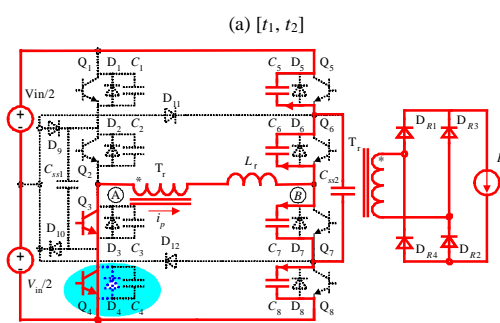 (a) [t1, t2]
Q1 D1 C1 C5 D5 Q5
Vin/2
D11
D9 D2 C6 Q6
Q2 C2 D6 Tr
Css1 Tr Lr Css2
* A B *
Q3 ip
D10 D3 C3 D12 C7 D7 Q7
Vin/2
Q4 D4 C4 C8 D8 Q8
DR1 DR3
DR4 DR2